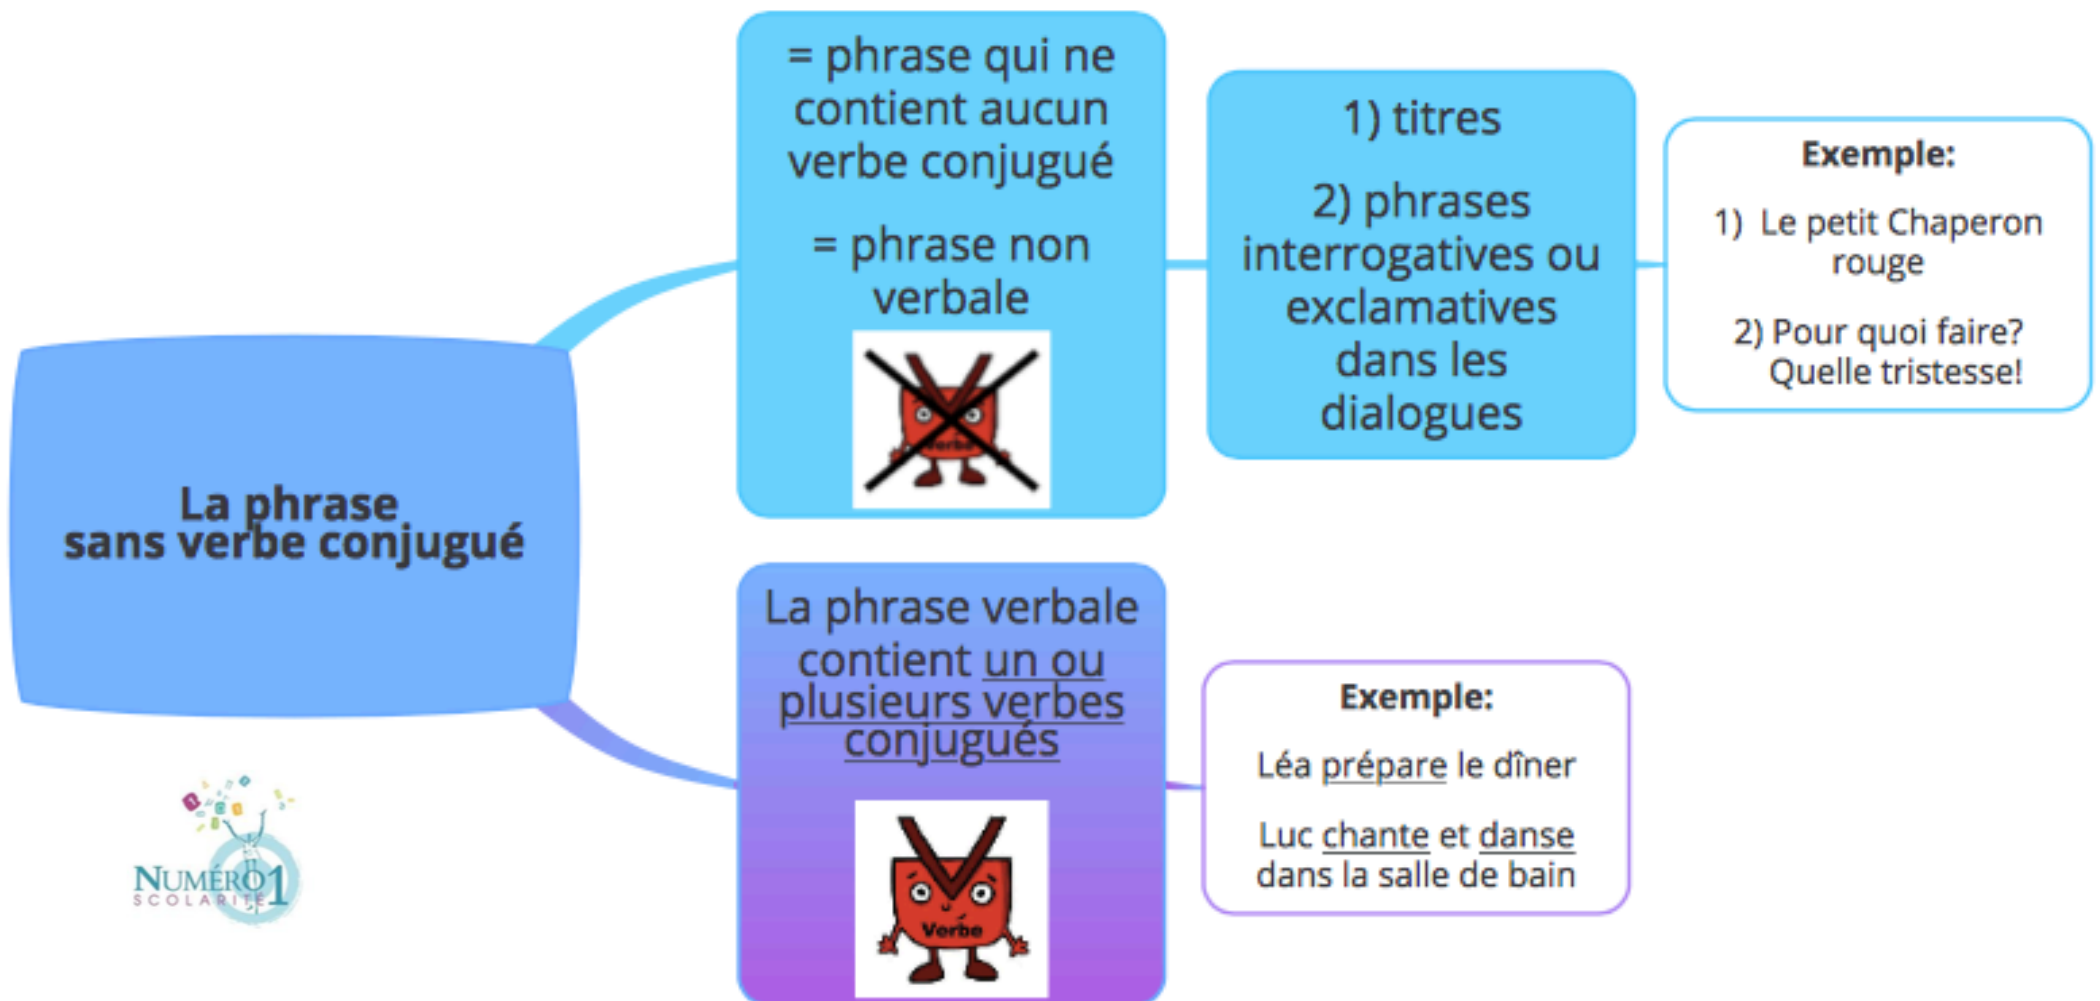 La phrase
sans verbe conjugué
= phrase qui ne
contient aucun
verbe conjugué
= phrase non
verbale
verbe
1) titres
2) phrases
interrogatives ou
exclamatives
dans les
dialogues
Exemple:
1) Le petit Chaperon
rouge
2) Pour quoi faire?
Quelle tristesse!
La phrase verbale
contient un ou
plusieurs verbes
conjugués
Verbe
Exemple:
Léa prépare le dîner
Luc chante et danse
dans la salle de bain
NUMÉRO1
SCOLARITÉ